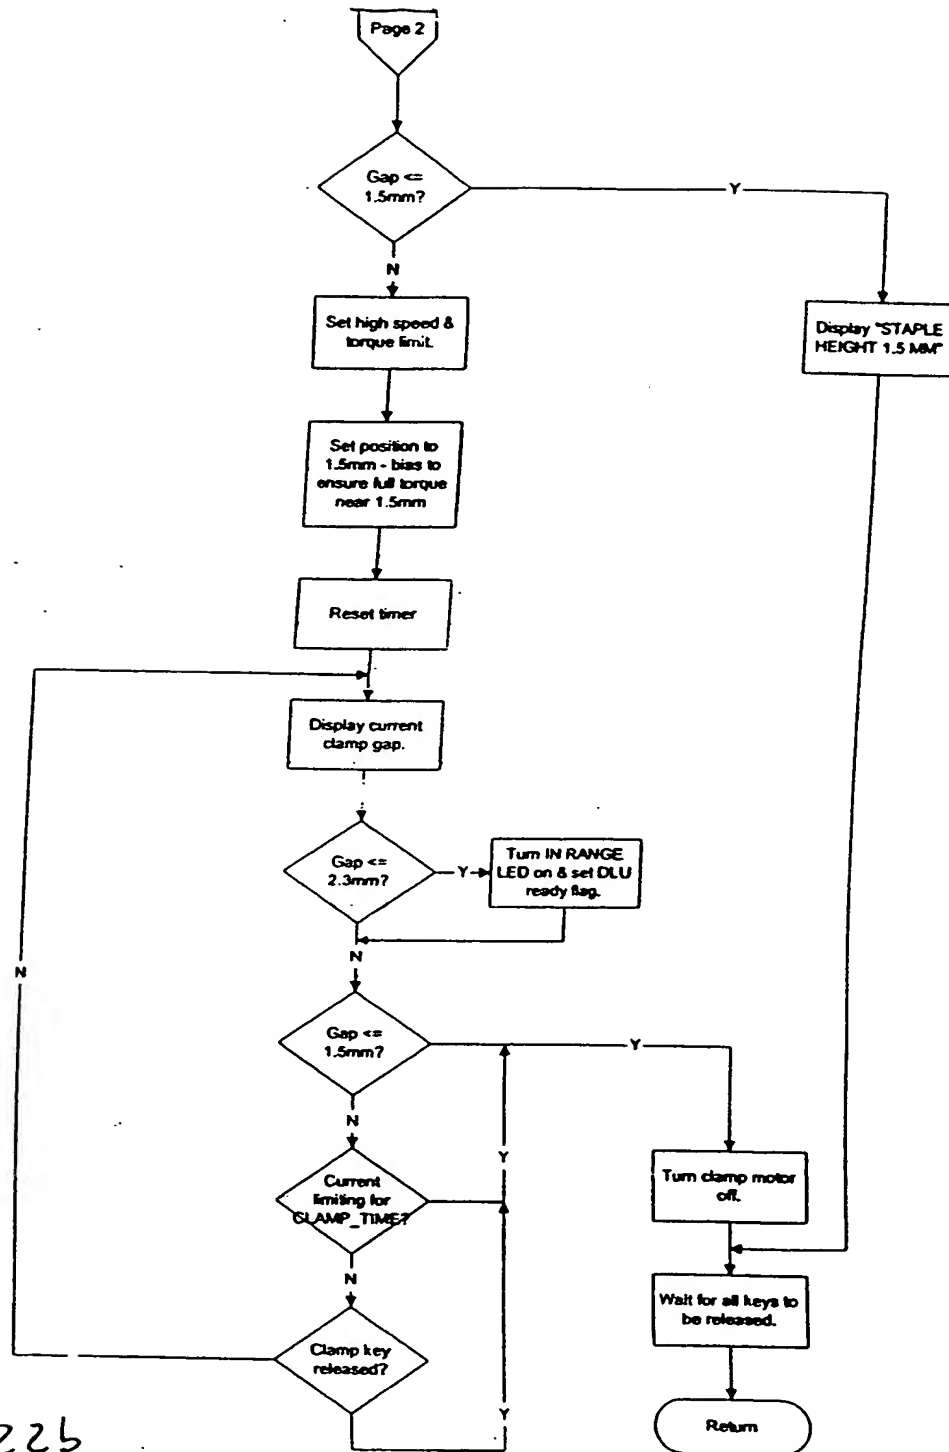 Page 2
Gap <=
1.5mm?
Y
N
Set high speed &
torque limit.
Display "STAPLE
HEIGHT 1.5 MM"
Set position to
1.5mm - bias to
ensure full torque
near 1.5mm
Reset timer
Display current
clamp gap.
Gap <=
2.3mm?
Y
Turn IN RANGE
LED on & set DLU
ready flag.
N
N
Gap <=
1.5mm?
Y
N
Y
Current
limiting for
CLAMP_TIME?
Turn clamp motor
off.
N
Wait for all keys to
be released.
Clamp key
released?
Y
Return
22b